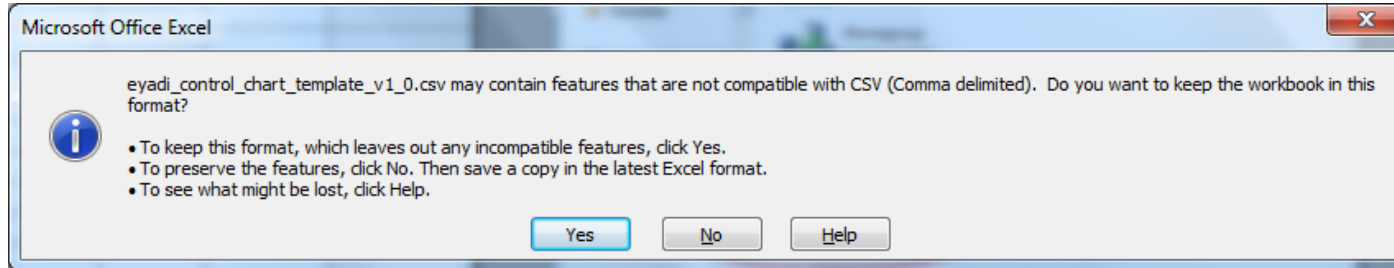 Microsoft Office Excel
eyadi_control_chart_template_v1_0.csv may contain features that are not compatible with CSV (Comma delimited).  Do you want to keep the workbook in this
format?
• To keep this format, which leaves out any incompatible features, click Yes.
• To preserve the features, click No. Then save a copy in the latest Excel format.
• To see what might be lost, click Help.
Yes No Help